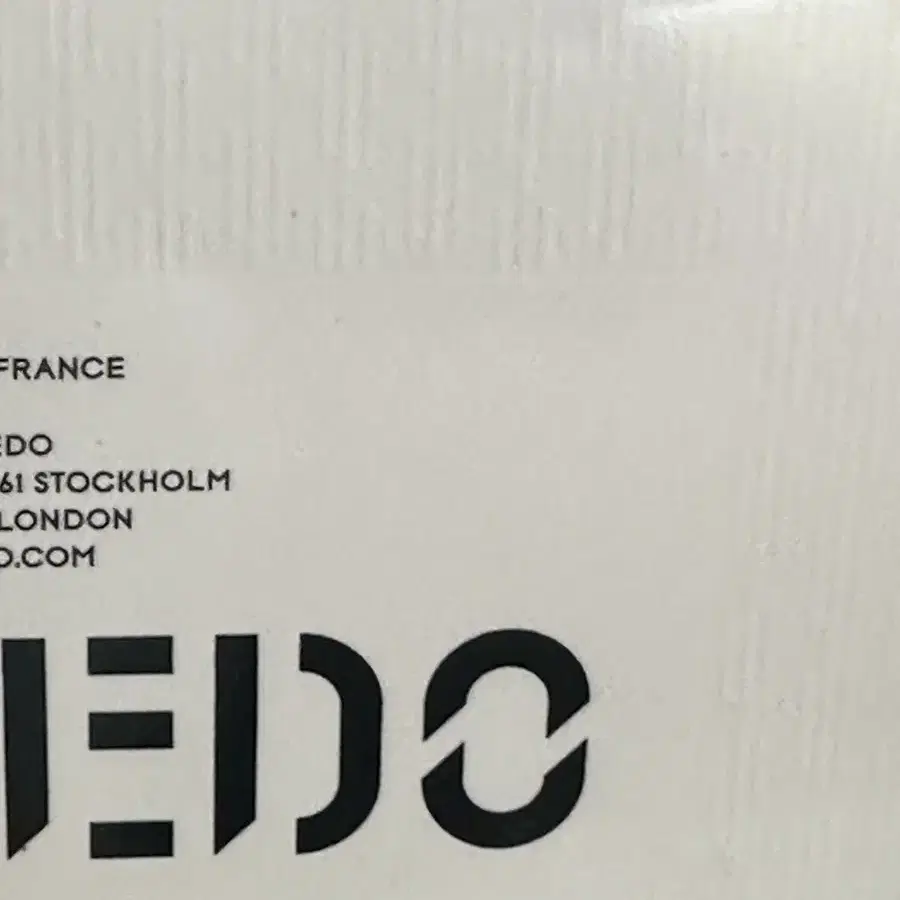 FRANCE
EDO
61 STOCKHOLM
LONDON
O.COM
EDO